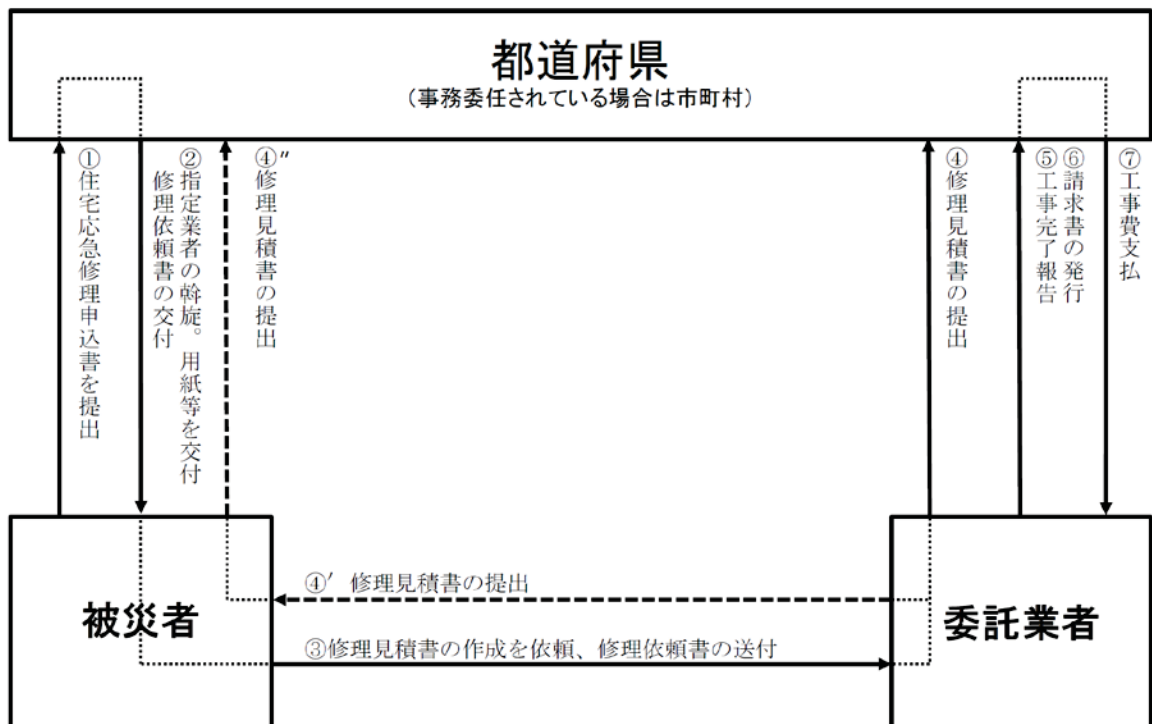 都道府県
（事務委任されている場合は市町村）
①住宅応急修理申込書を提出
②指定業者の斡旋。用紙等を交付
修理依頼書の交付
④″修理見積書の提出
④修理見積書の提出
⑤工事完了報告
⑥請求書の発行
⑦工事費支払
④′修理見積書の提出
③修理見積書の作成を依頼、修理依頼書の送付
被災者
委託業者